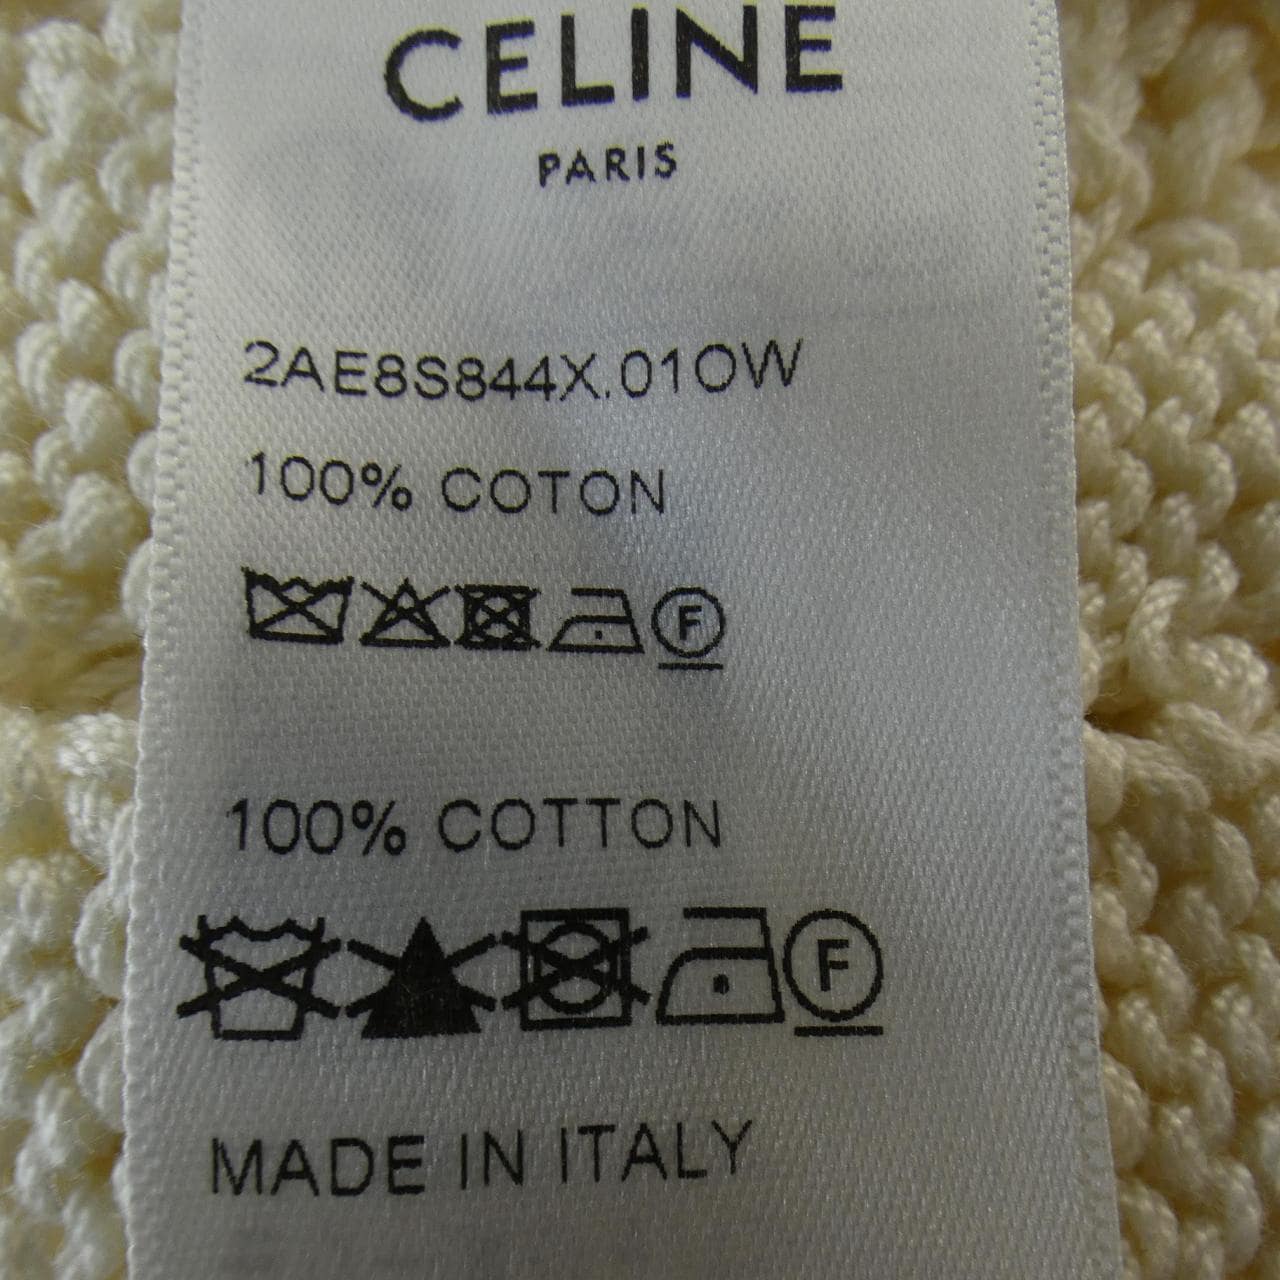 CELINE
PARIS
2AE8S844X.01OW
100% COTON
F
100% COTTON
F
MADE IN ITALY